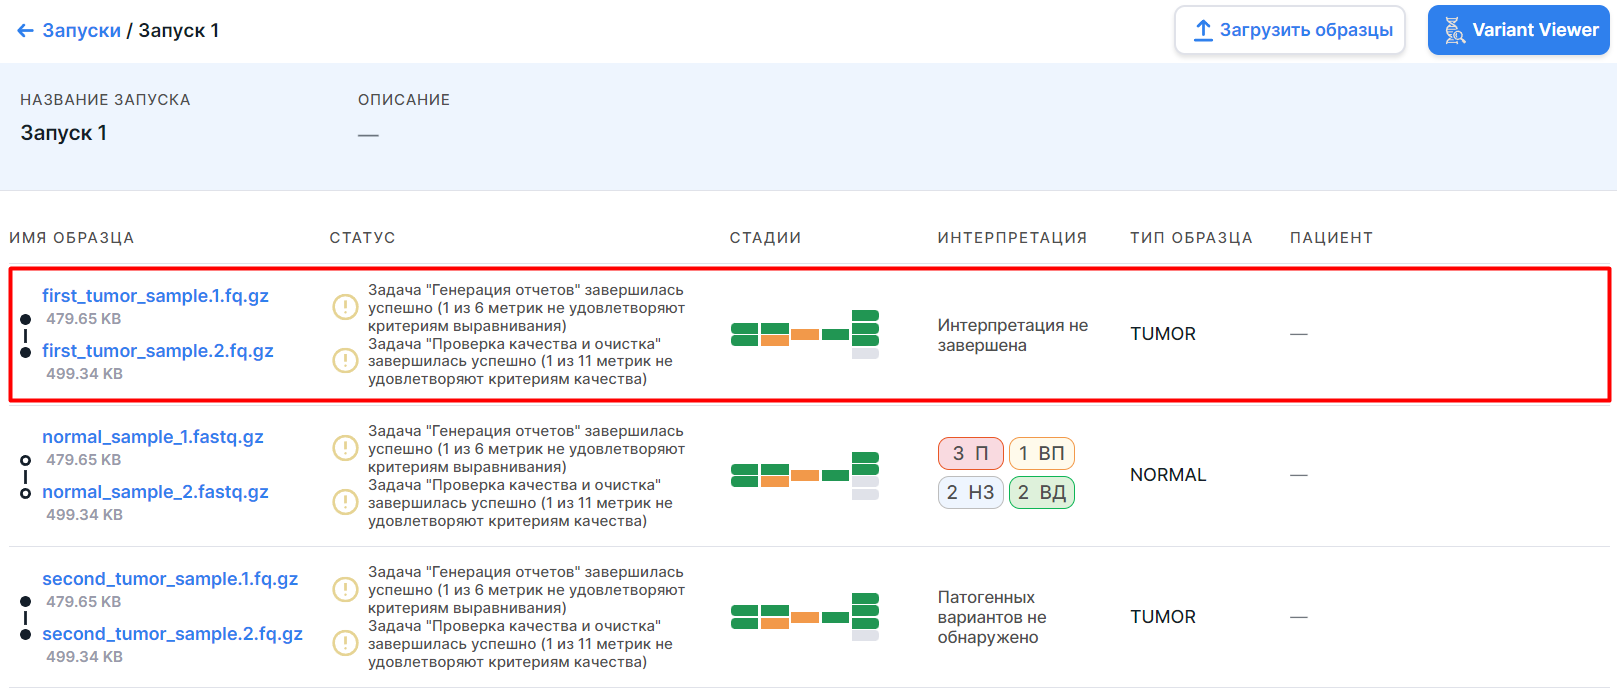 ← Запуски / Запуск 1
Загрузить образцы
Variant Viewer
НАЗВАНИЕ ЗАПУСКА
ОПИСАНИЕ
Запуск 1
—
ИМЯ ОБРАЗЦА
СТАТУС
СТАДИИ
ИНТЕРПРЕТАЦИЯ
ТИП ОБРАЗЦА
ПАЦИЕНТ
first_tumor_sample.1.fq.gz
479.65 KB
first_tumor_sample.2.fq.gz
499.34 KB
Задача "Генерация отчетов" завершилась
успешно (1 из 6 метрик не удовлетворяют
критериям выравнивания)
Задача "Проверка качества и очистка"
завершилась успешно (1 из 11 метрик не
удовлетворяют критериям качества)
Интерпретация не
завершена
TUMOR
—
normal_sample_1.fastq.gz
479.65 KB
normal_sample_2.fastq.gz
499.34 KB
Задача "Генерация отчетов" завершилась
успешно (1 из 6 метрик не удовлетворяют
критериям выравнивания)
Задача "Проверка качества и очистка"
завершилась успешно (1 из 11 метрик не
удовлетворяют критериям качества)
3 П
1 ВП
2 НЗ
2 ВД
NORMAL
—
second_tumor_sample.1.fq.gz
479.65 KB
second_tumor_sample.2.fq.gz
499.34 KB
Задача "Генерация отчетов" завершилась
успешно (1 из 6 метрик не удовлетворяют
критериям выравнивания)
Задача "Проверка качества и очистка"
завершилась успешно (1 из 11 метрик не
удовлетворяют критериям качества)
Патогенных
вариантов не
обнаружено
TUMOR
—